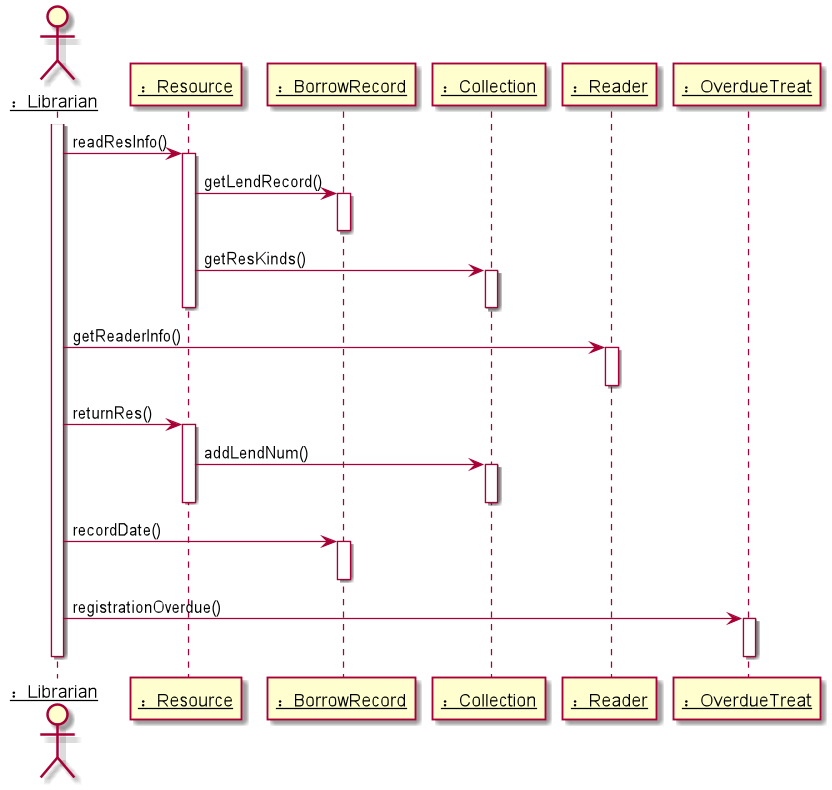 ：Librarian
：Resource
：BorrowRecord
：Collection
：Reader
：OverdueTreat
readResInfo()
getLendRecord()
getResKinds()
getReaderInfo()
returnRes()
addLendNum()
recordDate()
registrationOverdue()
：Librarian
：Resource
：BorrowRecord
：Collection
：Reader
：OverdueTreat